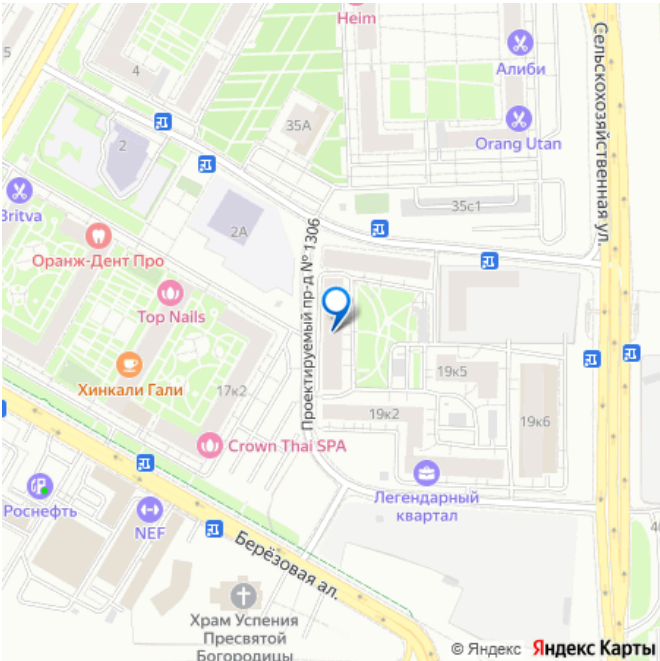 Heim
Алиби
5
4
35А
Orang Utan
2
Сельскохозяйственная ул.
Britva
35с1
2А
Оранж-Дент Про
Проектируемый пр-д № 1306
Top Nails
19к5
Хинкали Гали
17к2
19к2
19к6
Crown Thai SPA
Легендарный
квартал
Роснефть
NEF
Берёзовая ал.
Храм Успения
Пресвятой
Богородицы
© Яндекс Яндекс Карты